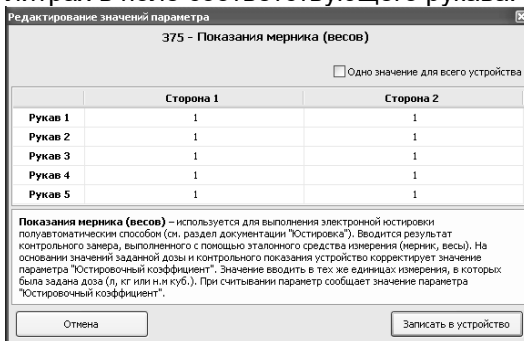 литрах в поле соответствующего рукава.
Редактирование значений параметра
375 - Показания мерника (весов)
Одно значение для всего устройства
Сторона 1 Сторона 2
Рукав 1 1 1
Рукав 2 1 1
Рукав 3 1 1
Рукав 4 1 1
Рукав 5 1 1
Показания мерника (весов) – используется для выполнения электронной юстировки
полуавтоматическим способом (см. раздел документации "Юстировка"). Вводится результат
контрольного замера, выполненного с помощью эталонного средства измерения (мерник, весы). На
основании значений заданной дозы и контрольного показания устройство корректирует значение
параметра "Юстировочный коэффициент". Значение вводить в тех же единицах измерения, в которых
была задана доза (л, кг или н.м куб.). При считывании параметр сообщает значение параметра
"Юстировочный коэффициент".
Отмена Записать в устройство